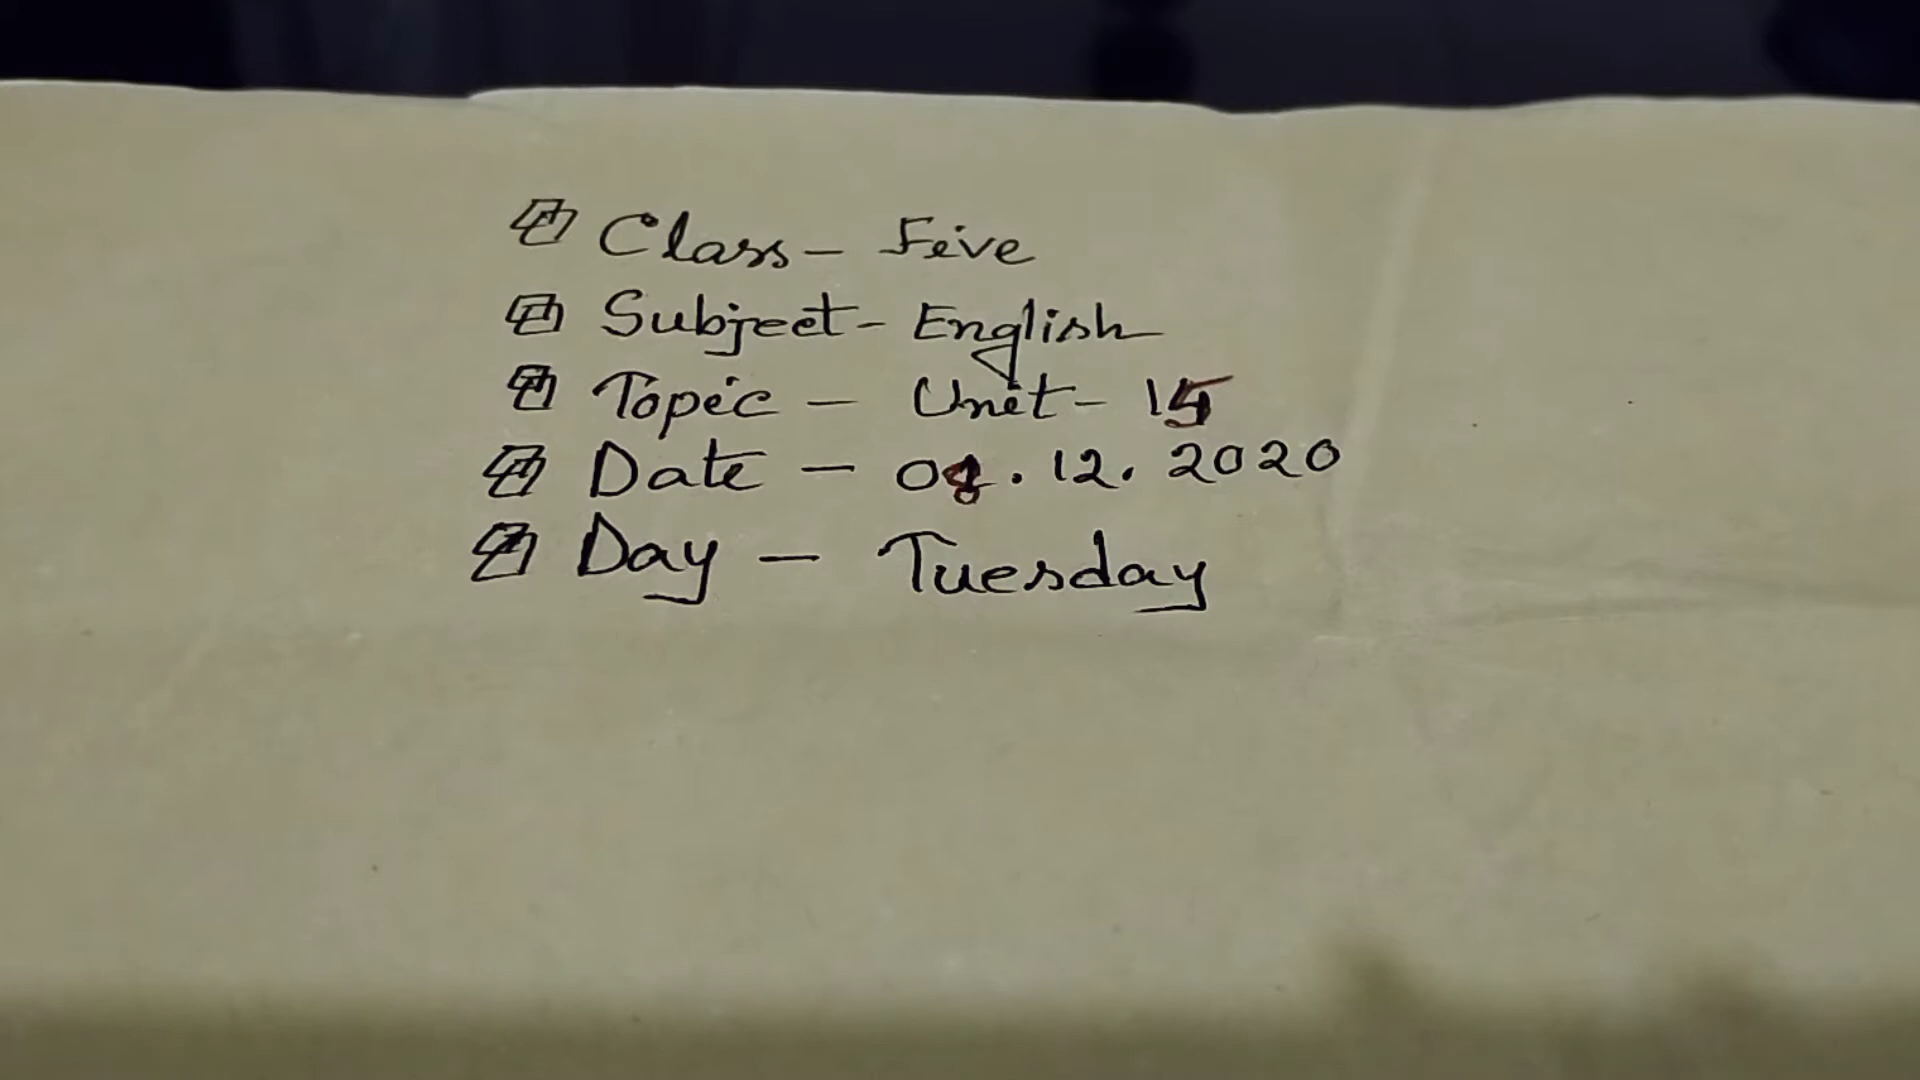 Class - Five
Subject - English
Topic - Unit - 15
Date - 08.12.2020
Day - Tuesday